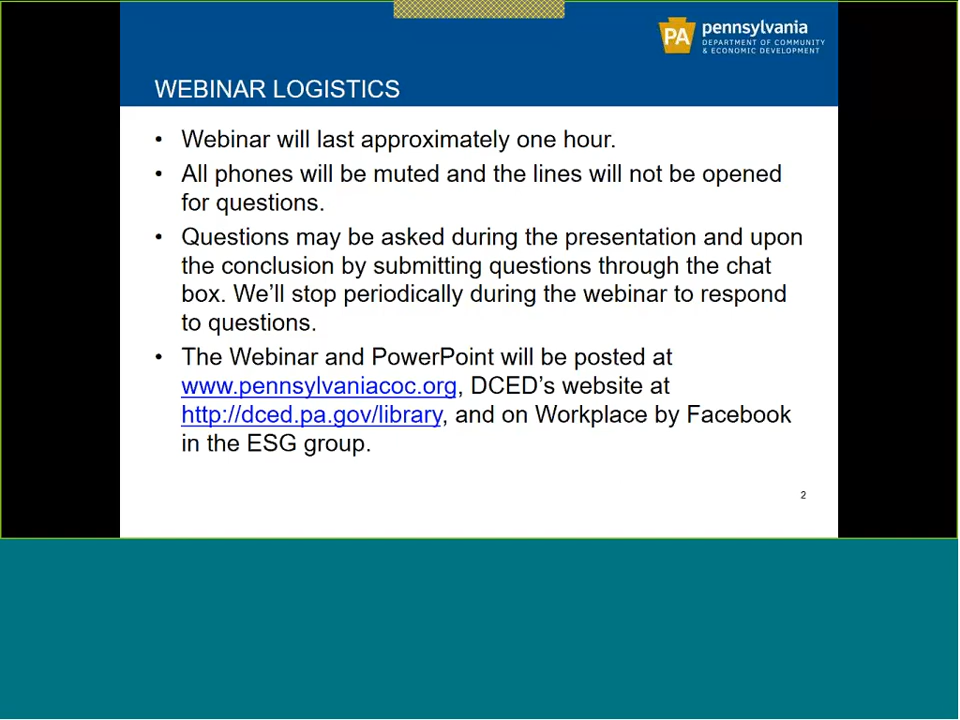 PA
pennsylvania
DEPARTMENT OF COMMUNITY
& ECONOMIC DEVELOPMENT
WEBINAR LOGISTICS
• Webinar will last approximately one hour.
• All phones will be muted and the lines will not be opened
for questions.
• Questions may be asked during the presentation and upon
the conclusion by submitting questions through the chat
box. We’ll stop periodically during the webinar to respond
to questions.
• The Webinar and PowerPoint will be posted at
www.pennsylvaniacoc.org, DCED’s website at
http://dced.pa.gov/library, and on Workplace by Facebook
in the ESG group.
2